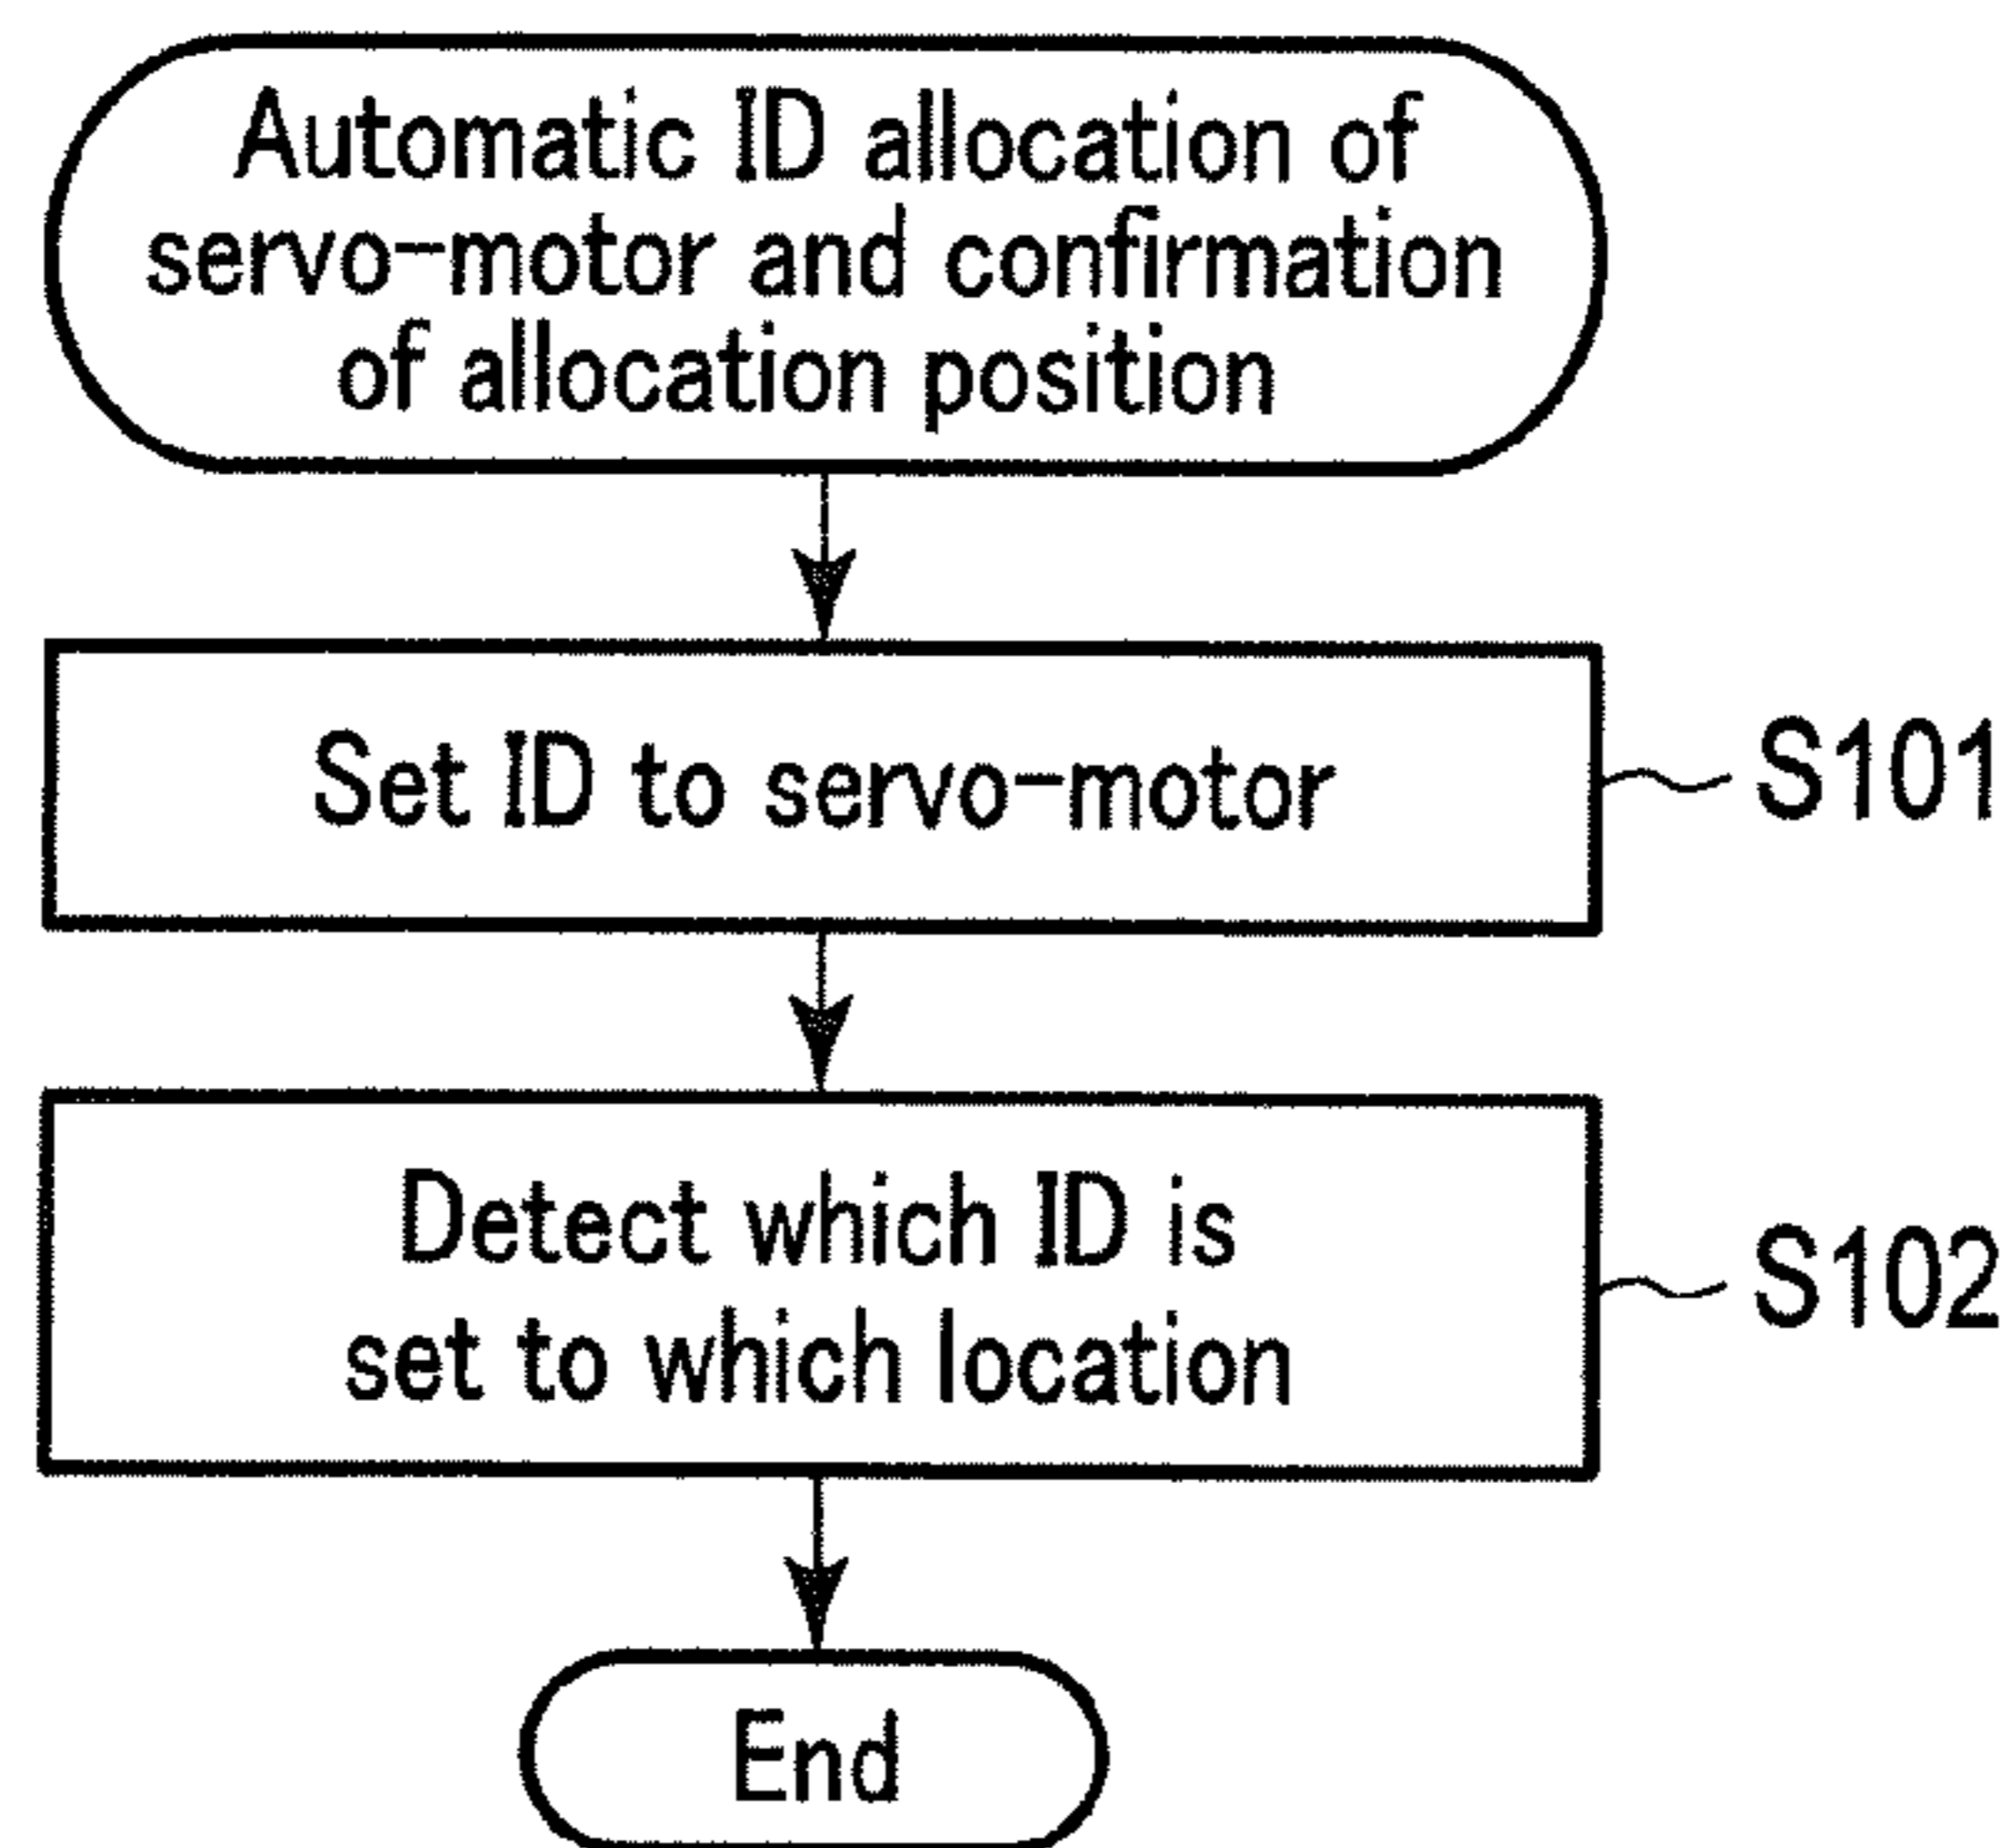 Automatic ID allocation of
servo-motor and confirmation
of allocation position
Set ID to servo-motor
S101
Detect which ID is
set to which location
S102
End